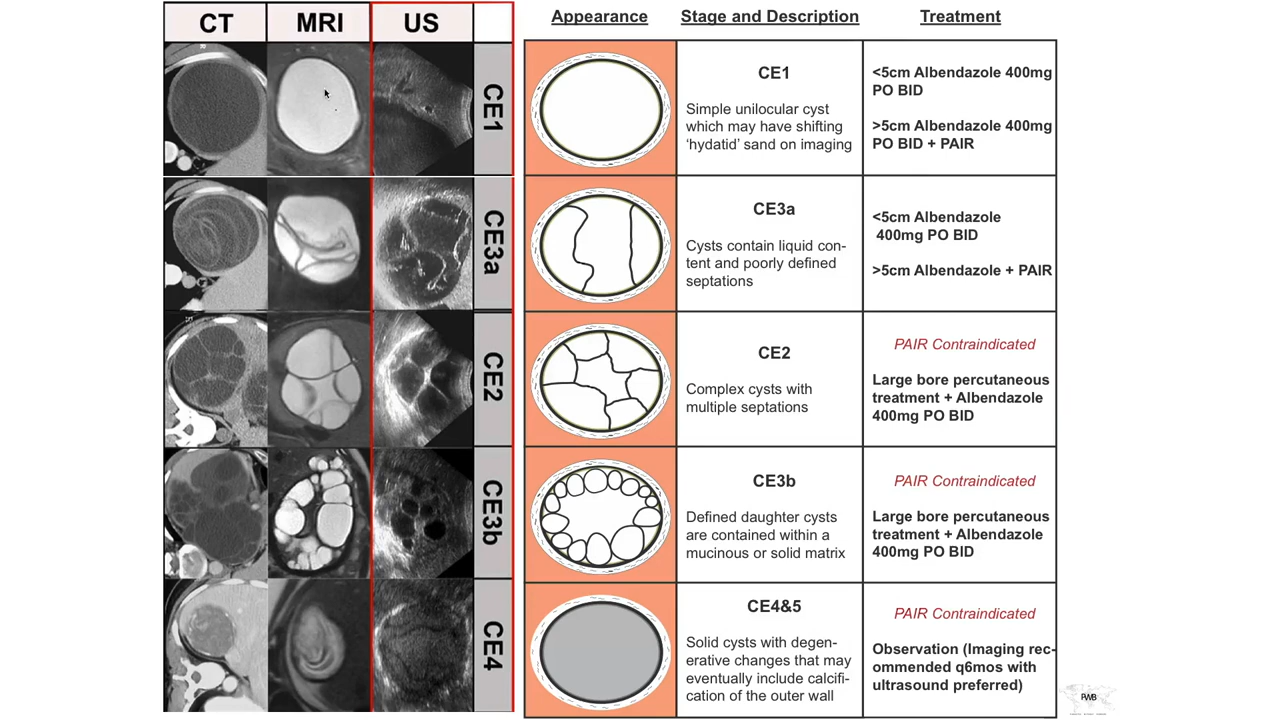 CT MRI US
CE1
CE3a
CE2
CE3b
CE4
Appearance Stage and Description Treatment
CE1
Simple unilocular cyst
which may have shifting
‘hydatid’ sand on imaging
<5cm Albendazole 400mg
PO BID
>5cm Albendazole 400mg
PO BID + PAIR
CE3a
Cysts contain liquid con-
tent and poorly defined
septations
<5cm Albendazole
400mg PO BID
>5cm Albendazole + PAIR
CE2
Complex cysts with
multiple septations
PAIR Contraindicated
Large bore percutaneous
treatment + Albendazole
400mg PO BID
CE3b
Defined daughter cysts
are contained within a
mucinous or solid matrix
PAIR Contraindicated
Large bore percutaneous
treatment + Albendazole
400mg PO BID
CE4&5
Solid cysts with degen-
erative changes that may
eventually include calcifi-
cation of the outer wall
PAIR Contraindicated
Observation (Imaging rec-
ommended q6mos with
ultrasound preferred)